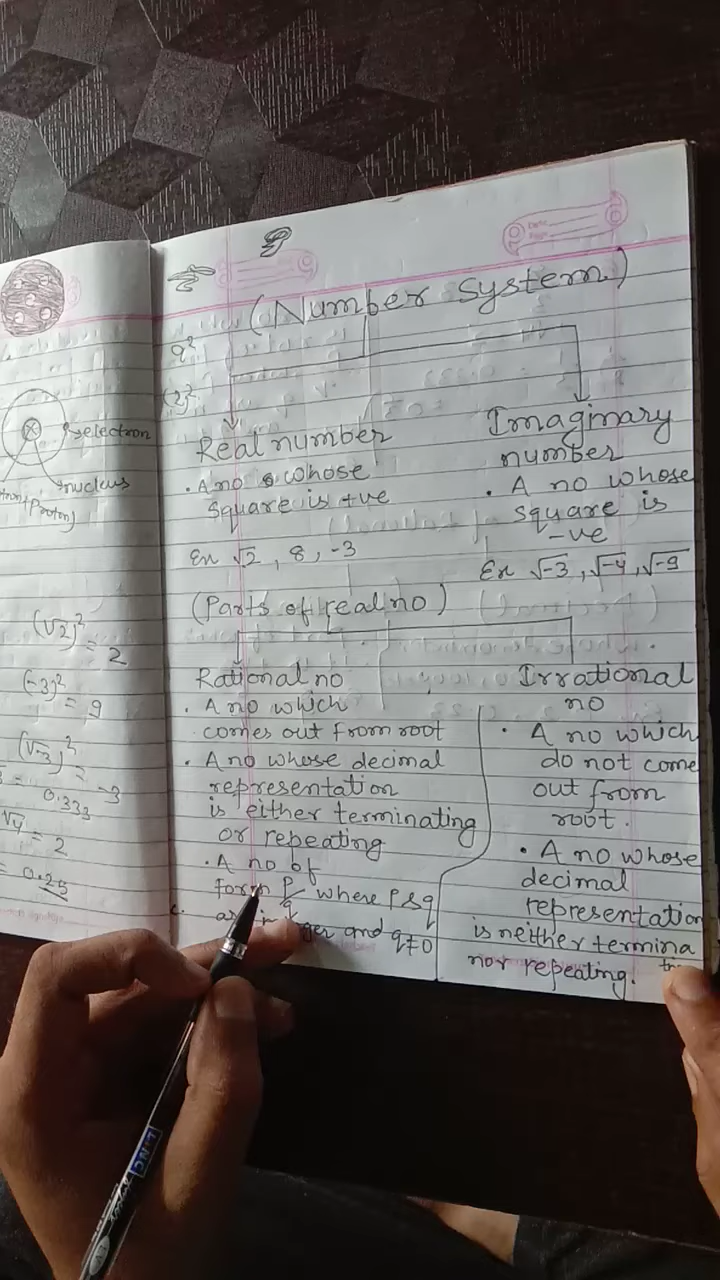 (Number system)
Real number
. A no whose
square is +ve
Ex √2 , 8 , -3
Imaginary
number
. A no whose
square is
-ve
Ex √-3 , √-4 , √-9
(Parts of real no)
Rational no
. A no which
comes out from root
. A no whose decimal
representation
is either terminating
or repeating
. A no of
form p/q where p & q
and q≠0
Irrational
no
. A no which
do not come
out from
root.
. A no whose
decimal
representation
is neither termina
nor repeating.
electron
nucleus
(√2)² = 2
(-3)² = 9
(√-3)² = -3
= 0.333
√4 = 2
= 0.25
LINC